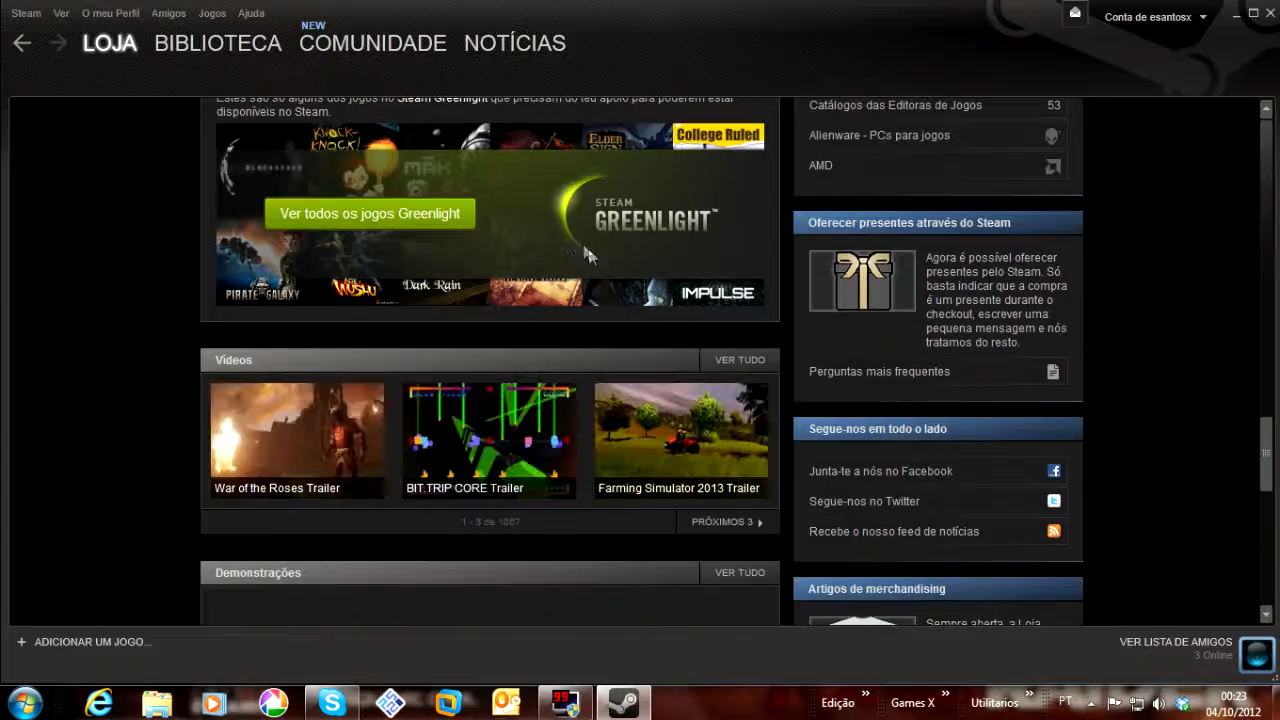 Steam Ver O meu Perfil Amigos Jogos Ajuda
Conta de esantosx
NEW
LOJA BIBLIOTECA COMUNIDADE NOTÍCIAS
Estes são só alguns dos jogos no Steam Greenlight que precisam do teu apoio para poderem estar
disponíveis no Steam.
KNOCK-KNOCK!
ELDER SIGN
College Ruled
Ver todos os jogos Greenlight
STEAM
GREENLIGHT™
PIRATE GALAXY
WUSHU
Dark Rain
IMPULSE
Vídeos
VER TUDO
War of the Roses Trailer
BIT.TRIP CORE Trailer
Farming Simulator 2013 Trailer
1 - 3 de 1887
PRÓXIMOS 3
Demonstrações
VER TUDO
Catálogos das Editoras de Jogos 53
Alienware - PCs para jogos
AMD
Oferecer presentes através do Steam
Agora é possível oferecer
presentes pelo Steam. Só
basta indicar que a compra
é um presente durante o
checkout, escrever uma
pequena mensagem e nós
tratamos do resto.
Perguntas mais frequentes
Segue-nos em todo o lado
Junta-te a nós no Facebook
Segue-nos no Twitter
Recebe o nosso feed de notícias
Artigos de merchandising
Sempre aberta, a Loja
+ ADICIONAR UM JOGO...
VER LISTA DE AMIGOS
3 Online
99
Edição » Games X » Utilitarios » PT
00:23
04/10/2012